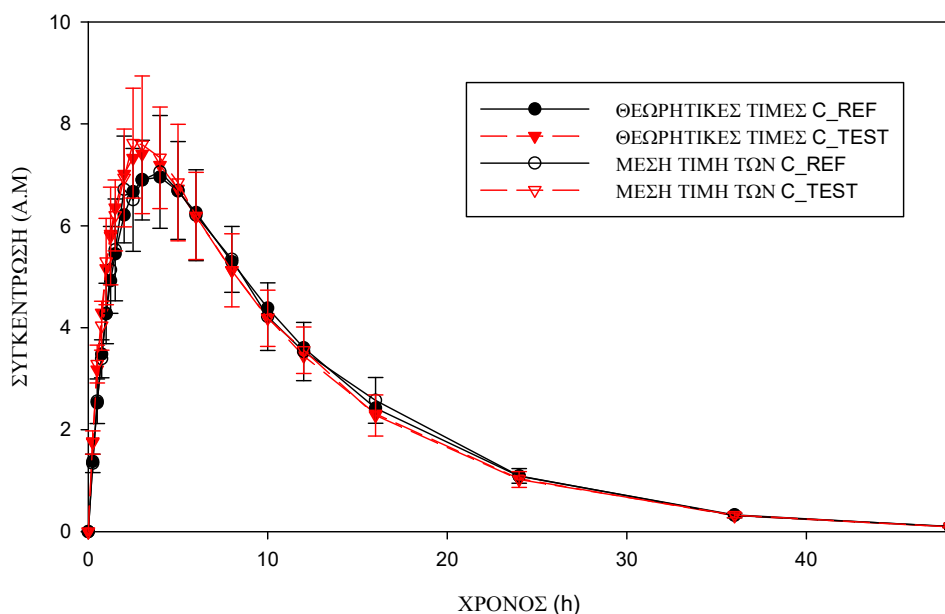 10
8
6
4
2
0
ΣΥΓΚΕΝΤΡΩΣΗ (Α.Μ)
ΘΕΩΡΗΤΙΚΕΣ ΤΙΜΕΣ C_REF
ΘΕΩΡΗΤΙΚΕΣ ΤΙΜΕΣ C_TEST
ΜΕΣΗ ΤΙΜΗ ΤΩΝ C_REF
ΜΕΣΗ ΤΙΜΗ ΤΩΝ C_TEST
0 10 20 30 40
ΧΡΟΝΟΣ (h)